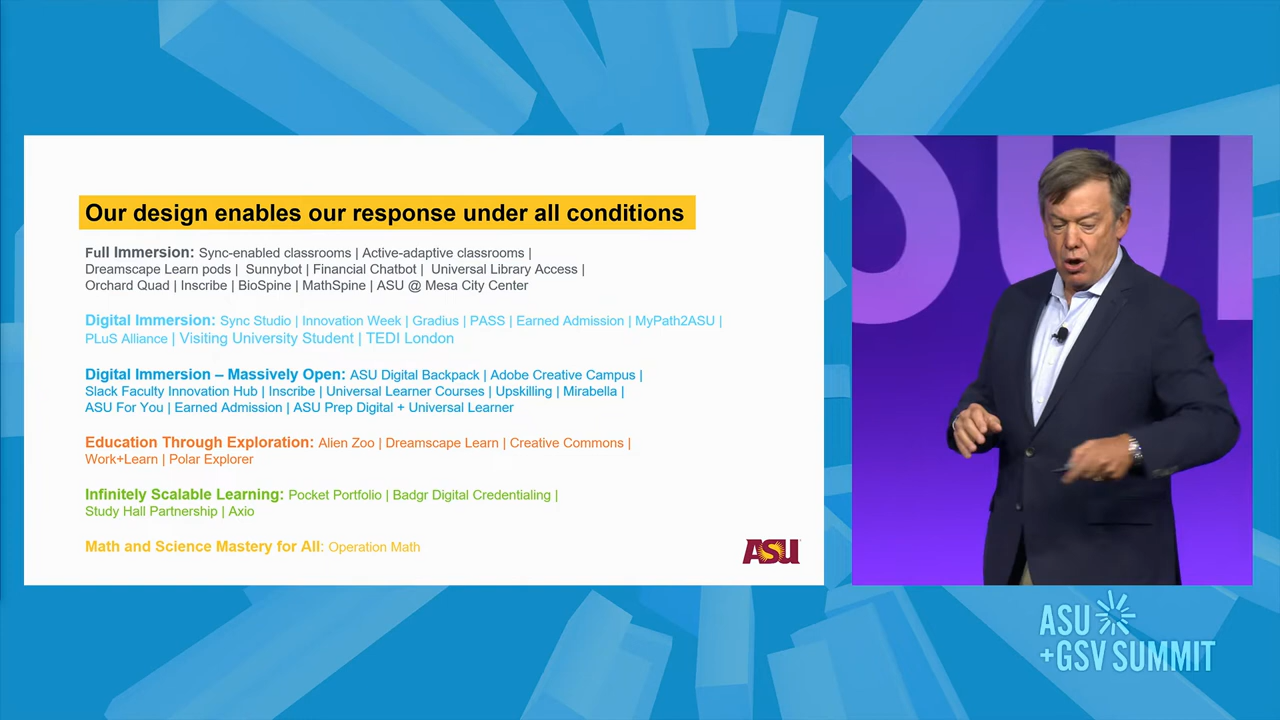 Our design enables our response under all conditions
Full Immersion: Sync-enabled classrooms | Active-adaptive classrooms |
Dreamscape Learn pods | Sunnybot | Financial Chatbot | Universal Library Access |
Orchard Quad | Inscribe | BioSpine | MathSpine | ASU @ Mesa City Center
Digital Immersion: Sync Studio | Innovation Week | Gradius | PASS | Earned Admission | MyPath2ASU |
PLuS Alliance | Visiting University Student | TEDI London
Digital Immersion – Massively Open: ASU Digital Backpack | Adobe Creative Campus |
Slack Faculty Innovation Hub | Inscribe | Universal Learner Courses | Upskilling | Mirabella |
ASU For You | Earned Admission | ASU Prep Digital + Universal Learner
Education Through Exploration: Alien Zoo | Dreamscape Learn | Creative Commons |
Work+Learn | Polar Explorer
Infinitely Scalable Learning: Pocket Portfolio | Badgr Digital Credentialing |
Study Hall Partnership | Axio
Math and Science Mastery for All: Operation Math
ASU
SU
ASU
+GSV SUMMIT